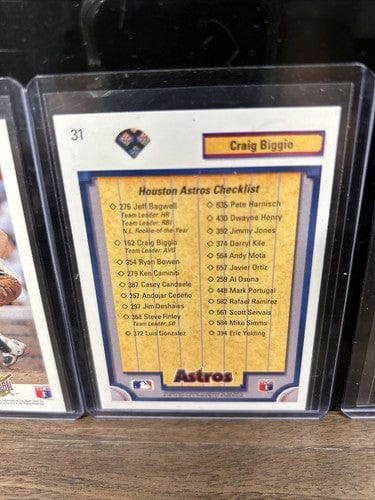 31
Craig Biggio
Houston Astros Checklist
276 Jeff Bagwell
Team Leader: HR
Team Leader: RBI
N.L. Rookie-of-the-Year
162 Craig Biggio
Team Leader: AVG
354 Ryan Bowen
279 Ken Caminiti
387 Casey Candaele
257 Andujar Cedeño
297 Jim Deshaies
368 Steve Finley
Team Leader: SB
372 Luis Gonzalez
635 Pete Harnisch
430 Dwayne Henry
392 Jimmy Jones
374 Darryl Kile
564 Andy Mota
657 Javier Ortiz
259 Al Osuna
448 Mark Portugal
582 Rafael Ramirez
561 Scott Servais
584 Mike Simms
394 Eric Yelding
Astros